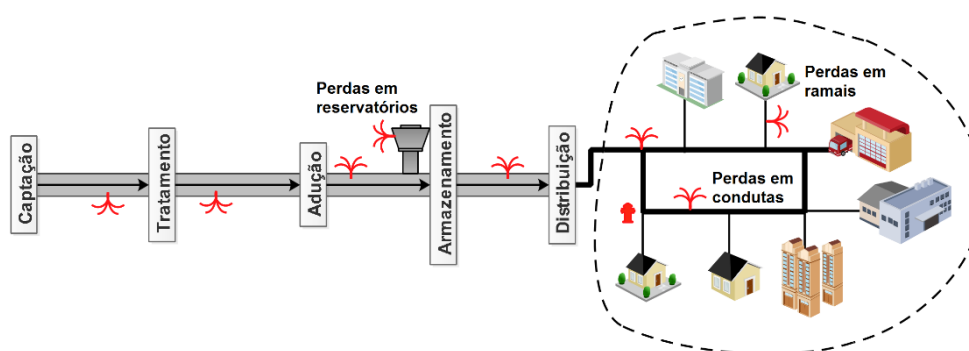 Captação
Tratamento
Adução
Perdas em
reservatórios
Armazenamento
Distribuição
Perdas em
ramais
Perdas em
condutas